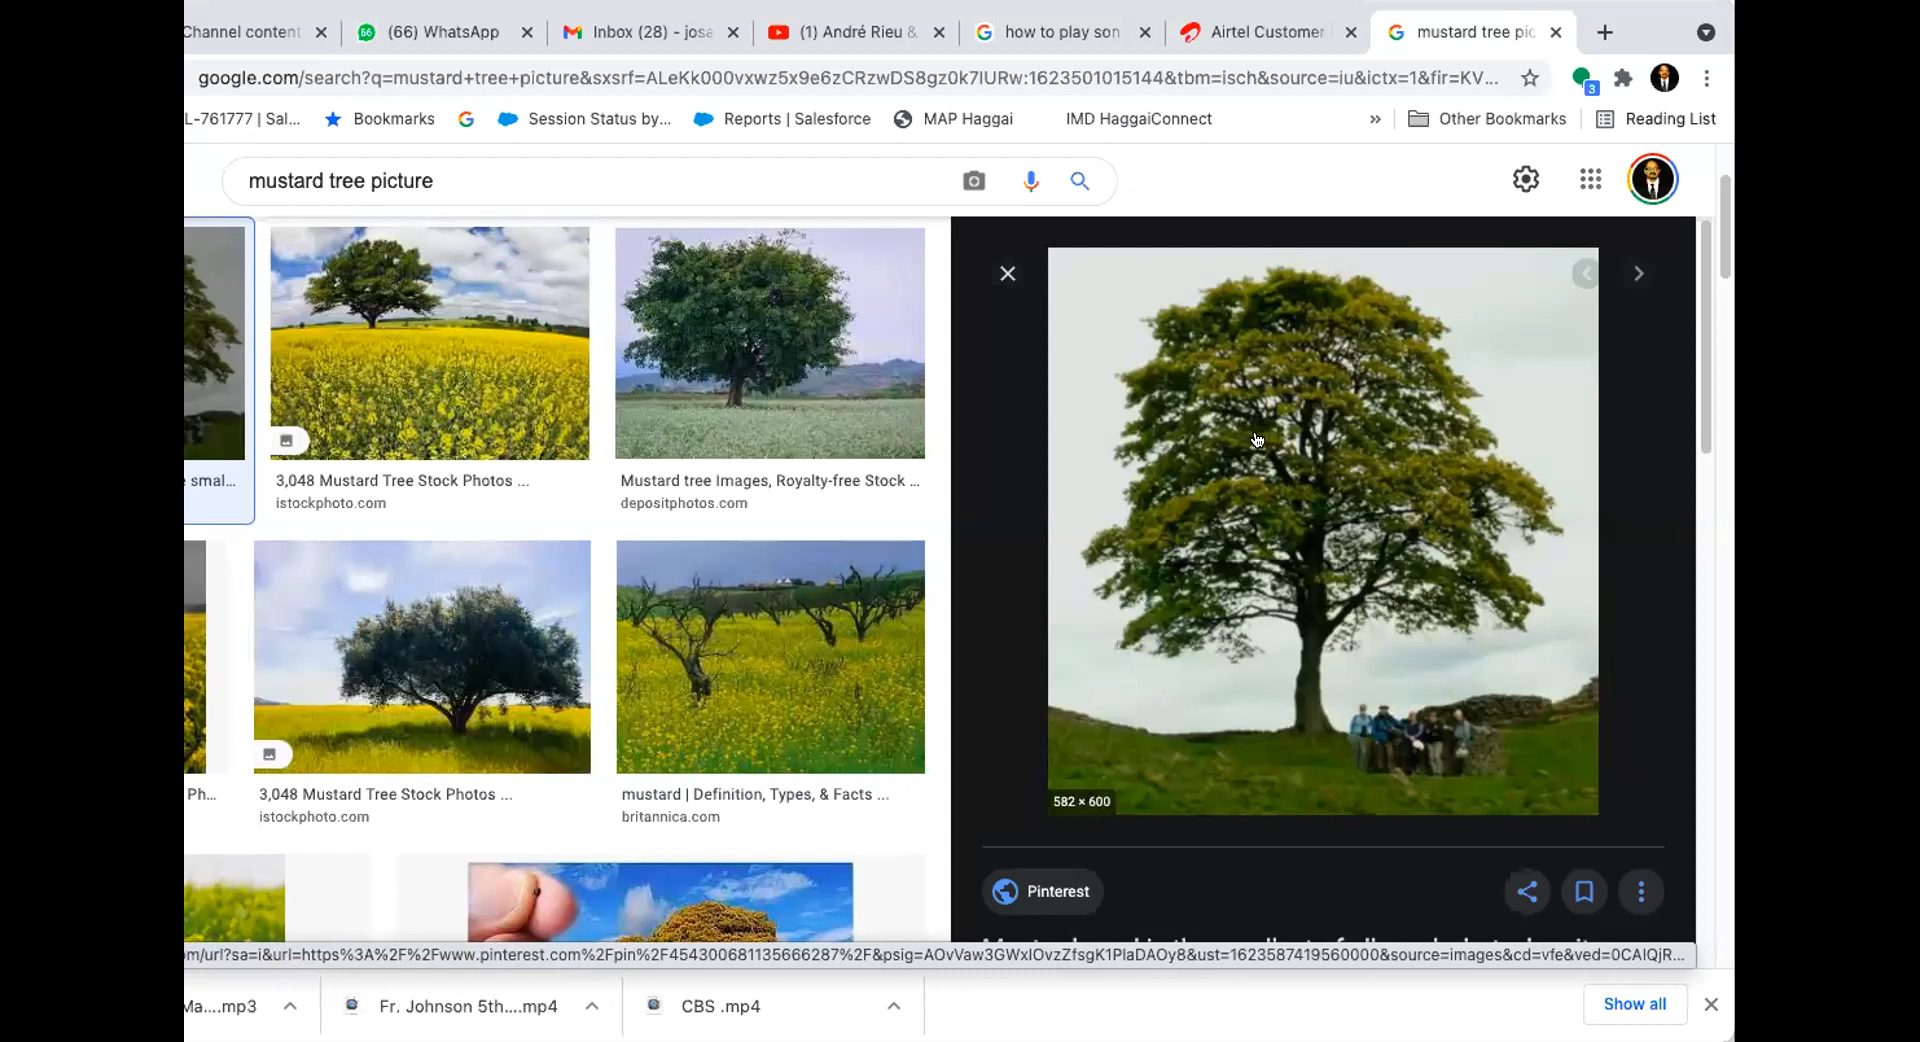 Channel content
(66) WhatsApp
Inbox (28) - josa
(1) André Rieu &
how to play son
Airtel Customer
mustard tree pic
google.com/search?q=mustard+tree+picture&sxsrf=ALeKk000vxwz5x9e6zCRzwDS8gz0k7IURw:1623501015144&tbm=isch&source=iu&ictx=1&fir=KV...
3
L-761777 | Sal...
Bookmarks
Session Status by...
Reports | Salesforce
MAP Haggai
IMD HaggaiConnect
»
Other Bookmarks
Reading List
mustard tree picture
e smal...
3,048 Mustard Tree Stock Photos ...
istockphoto.com
Mustard tree Images, Royalty-free Stock ...
depositphotos.com
Ph...
3,048 Mustard Tree Stock Photos ...
istockphoto.com
mustard | Definition, Types, & Facts ...
britannica.com
582 × 600
Pinterest
om/url?sa=i&url=https%3A%2F%2Fwww.pinterest.com%2Fpin%2F454300681135666287%2F&psig=AOvVaw3GWxIOvzZfsgK1PlaDAOy8&ust=1623587419560000&source=images&cd=vfe&ved=0CAIQjR...
Ma....mp3
Fr. Johnson 5th....mp4
CBS .mp4
Show all